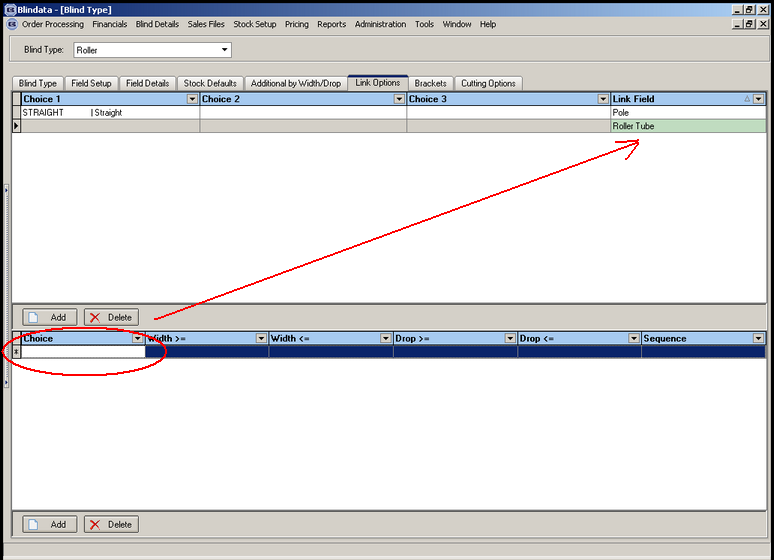 Blindata - [Blind Type]
Order Processing Financials Blind Details Sales Files Stock Setup Pricing Reports Administration Tools Window Help
Blind Type: Roller
Blind Type Field Setup Field Details Stock Defaults Additional by Width/Drop Link Options Brackets Cutting Options
Choice 1 Choice 2 Choice 3 Link Field
STRAIGHT | Straight Pole
Roller Tube
Add Delete
Choice Width >= Width <= Drop >= Drop <= Sequence
Add Delete